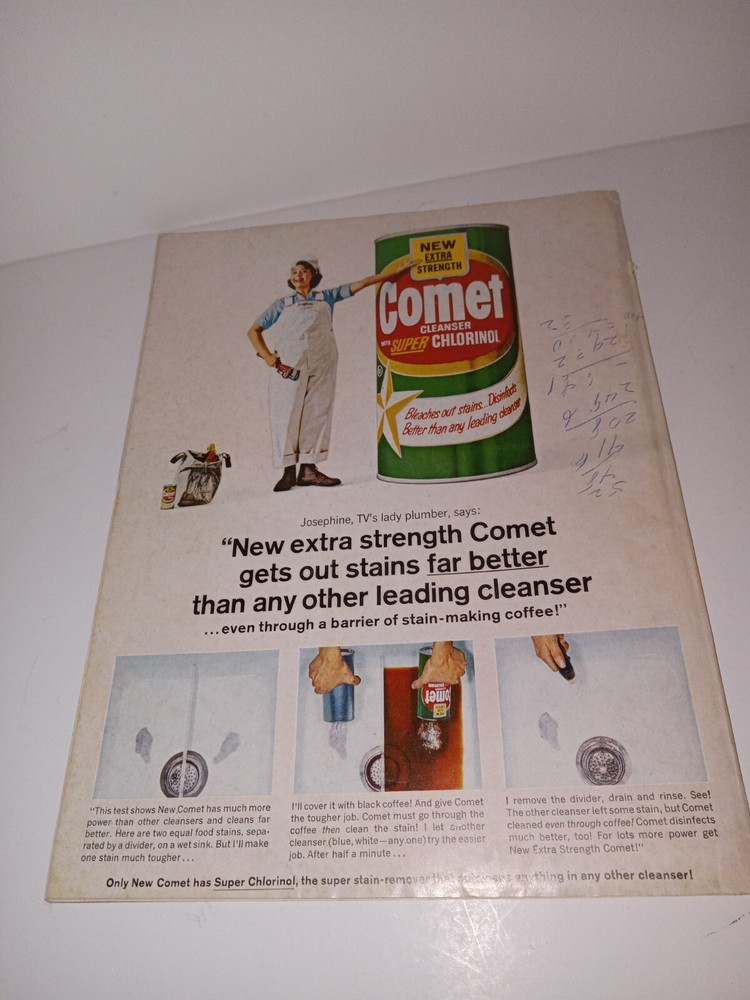 NEW
EXTRA
STRENGTH
Comet
CLEANSER
WITH SUPER CHLORINOL
Bleaches out stains...Disinfects
Better than any leading cleanser
Josephine, TV's lady plumber, says:
“New extra strength Comet
gets out stains far better
than any other leading cleanser
...even through a barrier of stain-making coffee!”
Comet
"This test shows New Comet has much more
power than other cleansers and cleans far
better. Here are two equal food stains, sepa-
rated by a divider, on a wet sink. But I'll make
one stain much tougher...
I'll cover it with black coffee! And give Comet
the tougher job. Comet must go through the
coffee then clean the stain! I let another
cleanser (blue, white—any one) try the easier
job. After half a minute...
I remove the divider, drain and rinse. See!
The other cleanser left some stain, but Comet
cleaned even through coffee! Comet disinfects
much better, too! For lots more power get
New Extra Strength Comet!"
Only New Comet has Super Chlorinol, the super stain-remover that anything in any other cleanser!